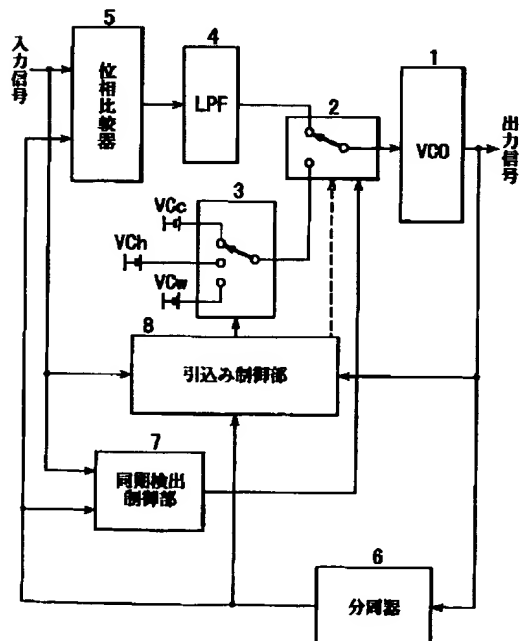 5
入力信号
位相比較器
4
LPF
2
1
VCO
出力信号
3
VCc
VCh
VCw
8
引込み制御部
7
同期検出
制御部
6
分周器